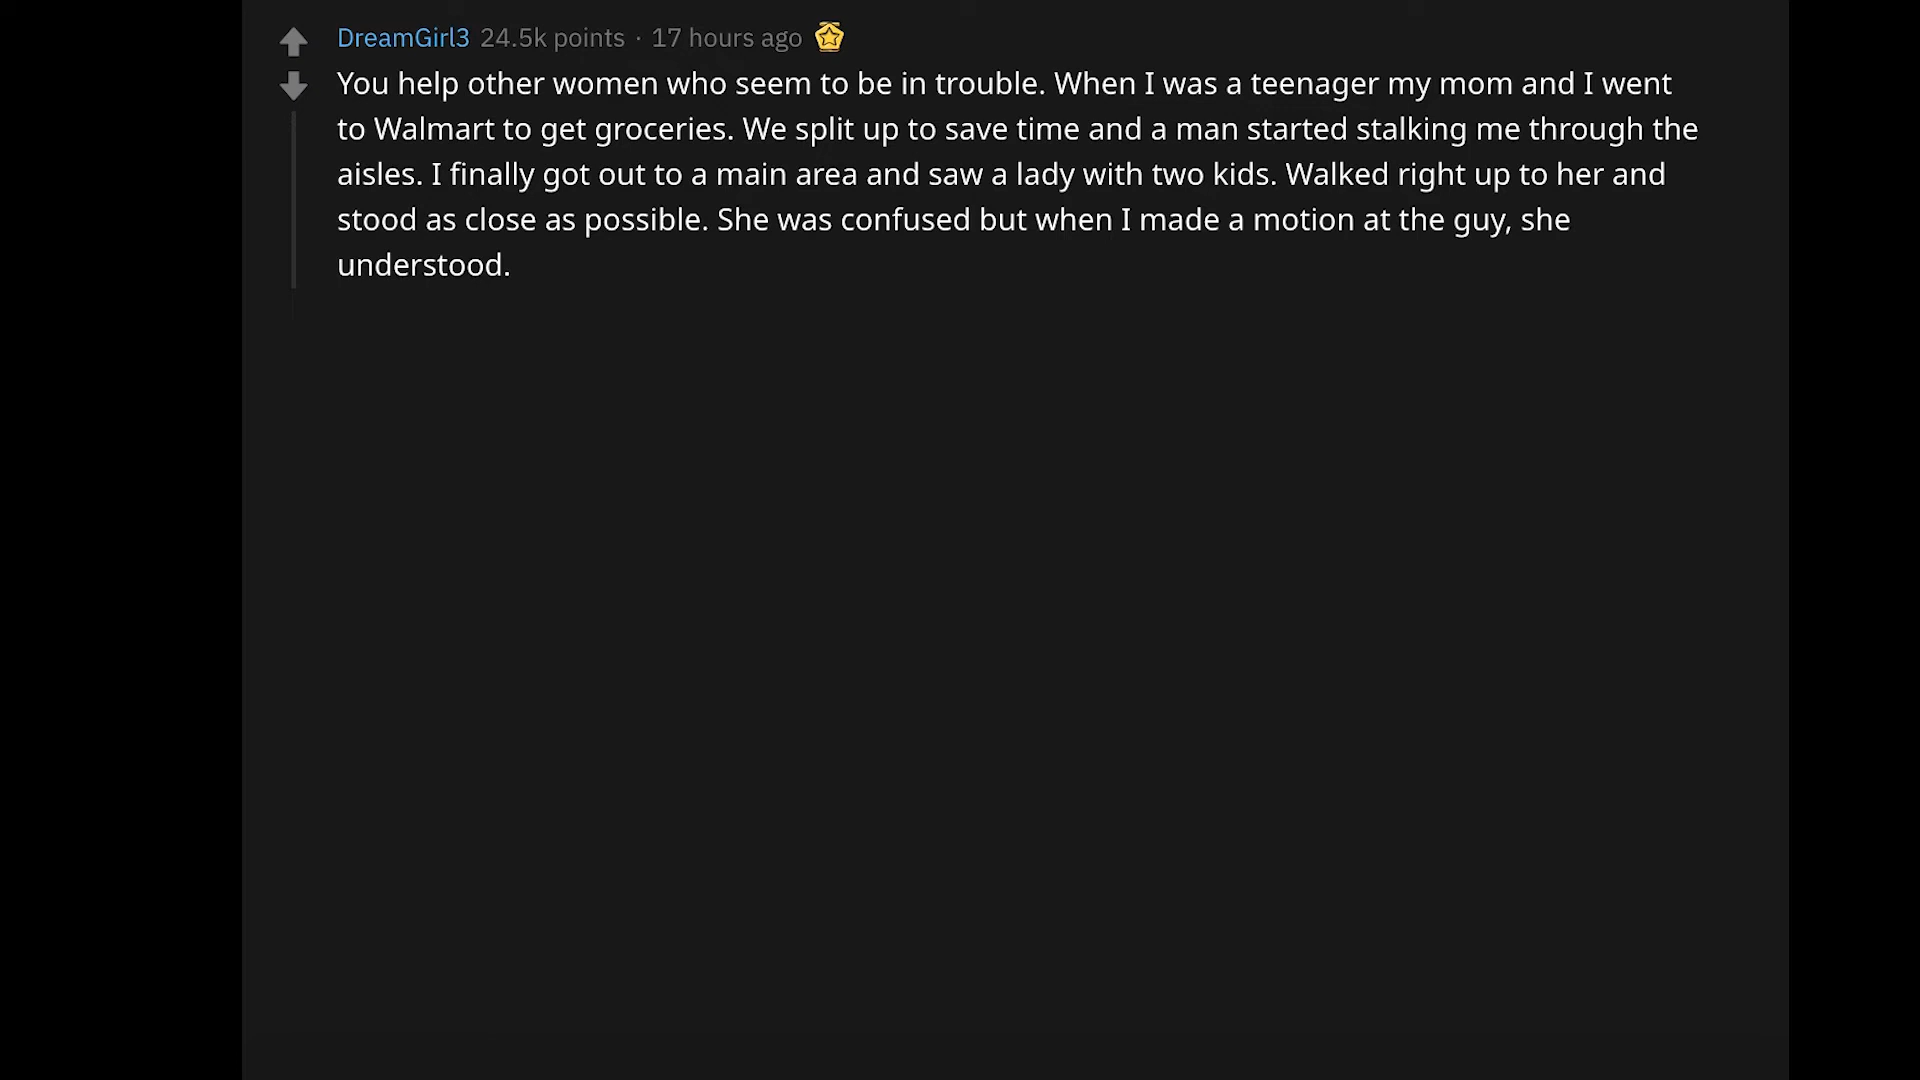 DreamGirl3 24.5k points · 17 hours ago
You help other women who seem to be in trouble. When I was a teenager my mom and I went
to Walmart to get groceries. We split up to save time and a man started stalking me through the
aisles. I finally got out to a main area and saw a lady with two kids. Walked right up to her and
stood as close as possible. She was confused but when I made a motion at the guy, she
understood.